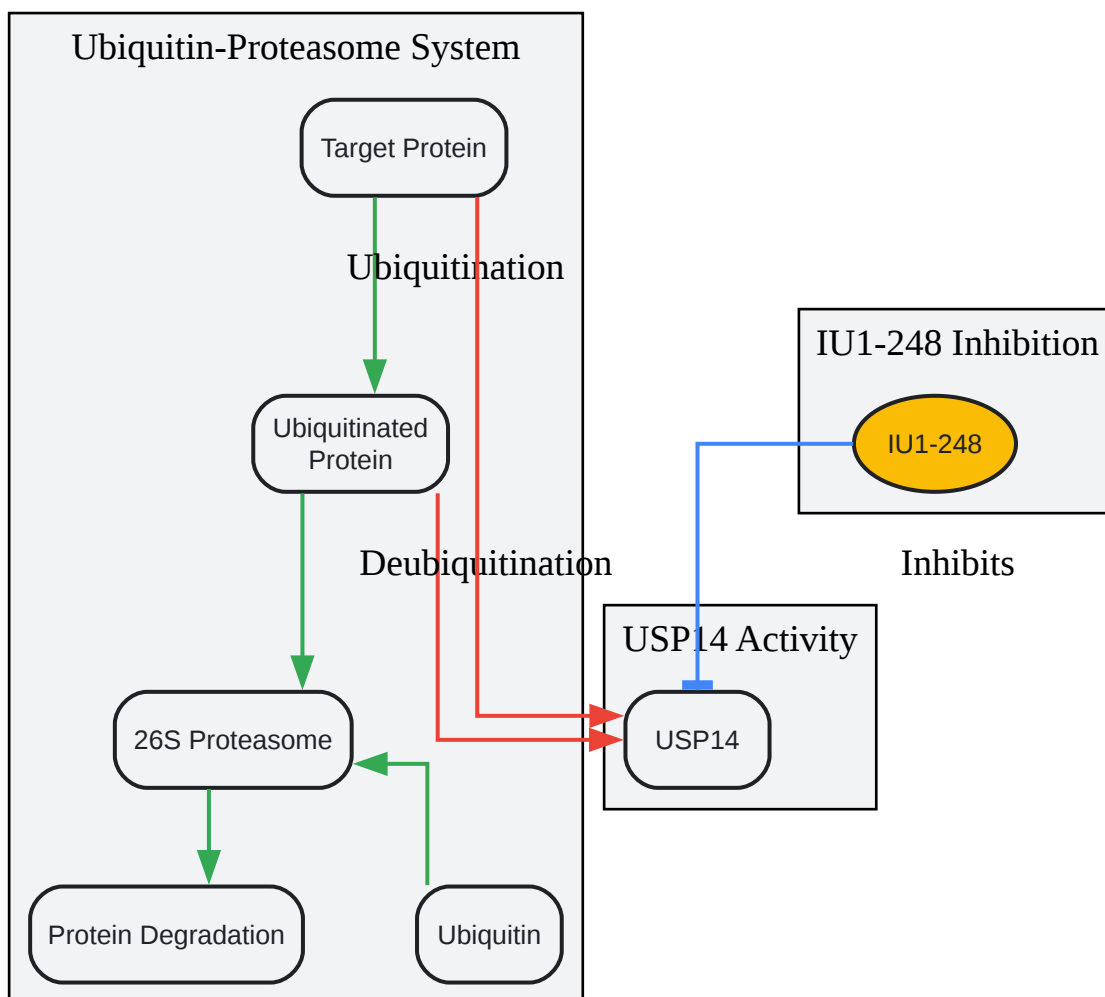 Ubiquitin-Proteasome System
Target Protein
Ubiquitination
IU1-248 Inhibition
Ubiquitinated
Protein
IU1-248
Deubiquitination
Inhibits
USP14 Activity
26S Proteasome
USP14
Protein Degradation
Ubiquitin